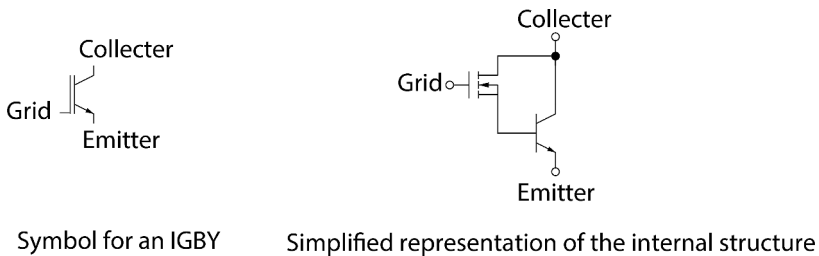 Collecter
Grid
Emitter
Symbol for an IGBY
Collecter
Grid
Emitter
Simplified representation of the internal structure